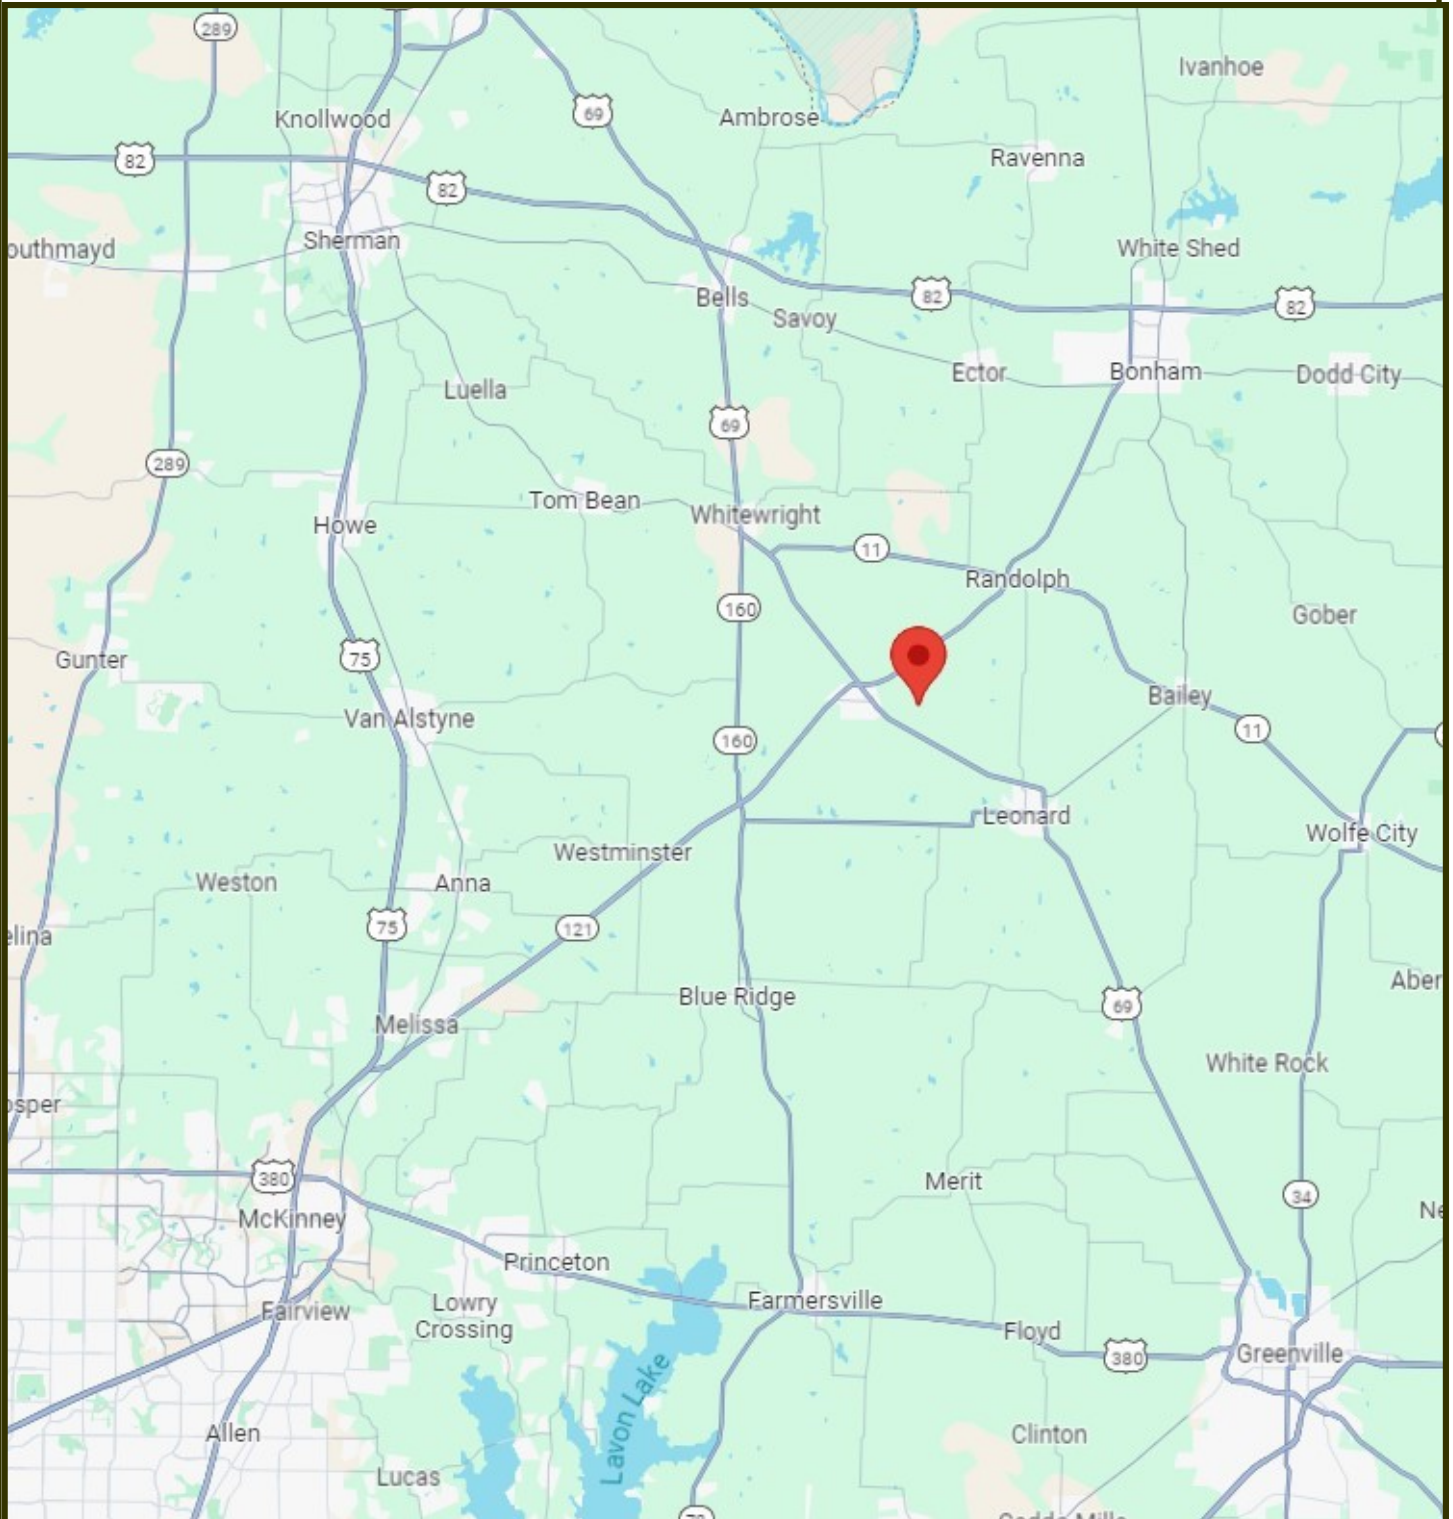 289
Ivanhoe
69
Knollwood
Ambrose
82
Ravenna
82
Sherman
outhmayd
White Shed
Bells
82
82
Savoy
Luella
Ector
Bonham
Dodd City
69
289
Tom Bean
Whitewright
Howe
11
Randolph
160
Gober
Gunter
75
Bailey
Van Alstyne
160
11
Leonard
Wolfe City
Westminster
Weston
Anna
75
121
elina
Blue Ridge
Aber
69
Melissa
White Rock
osper
380
Merit
34
McKinney
Ne
Princeton
Fairview
Lowry
Crossing
Farmersville
Floyd
380
Greenville
Lavon Lake
Allen
Clinton
Lucas